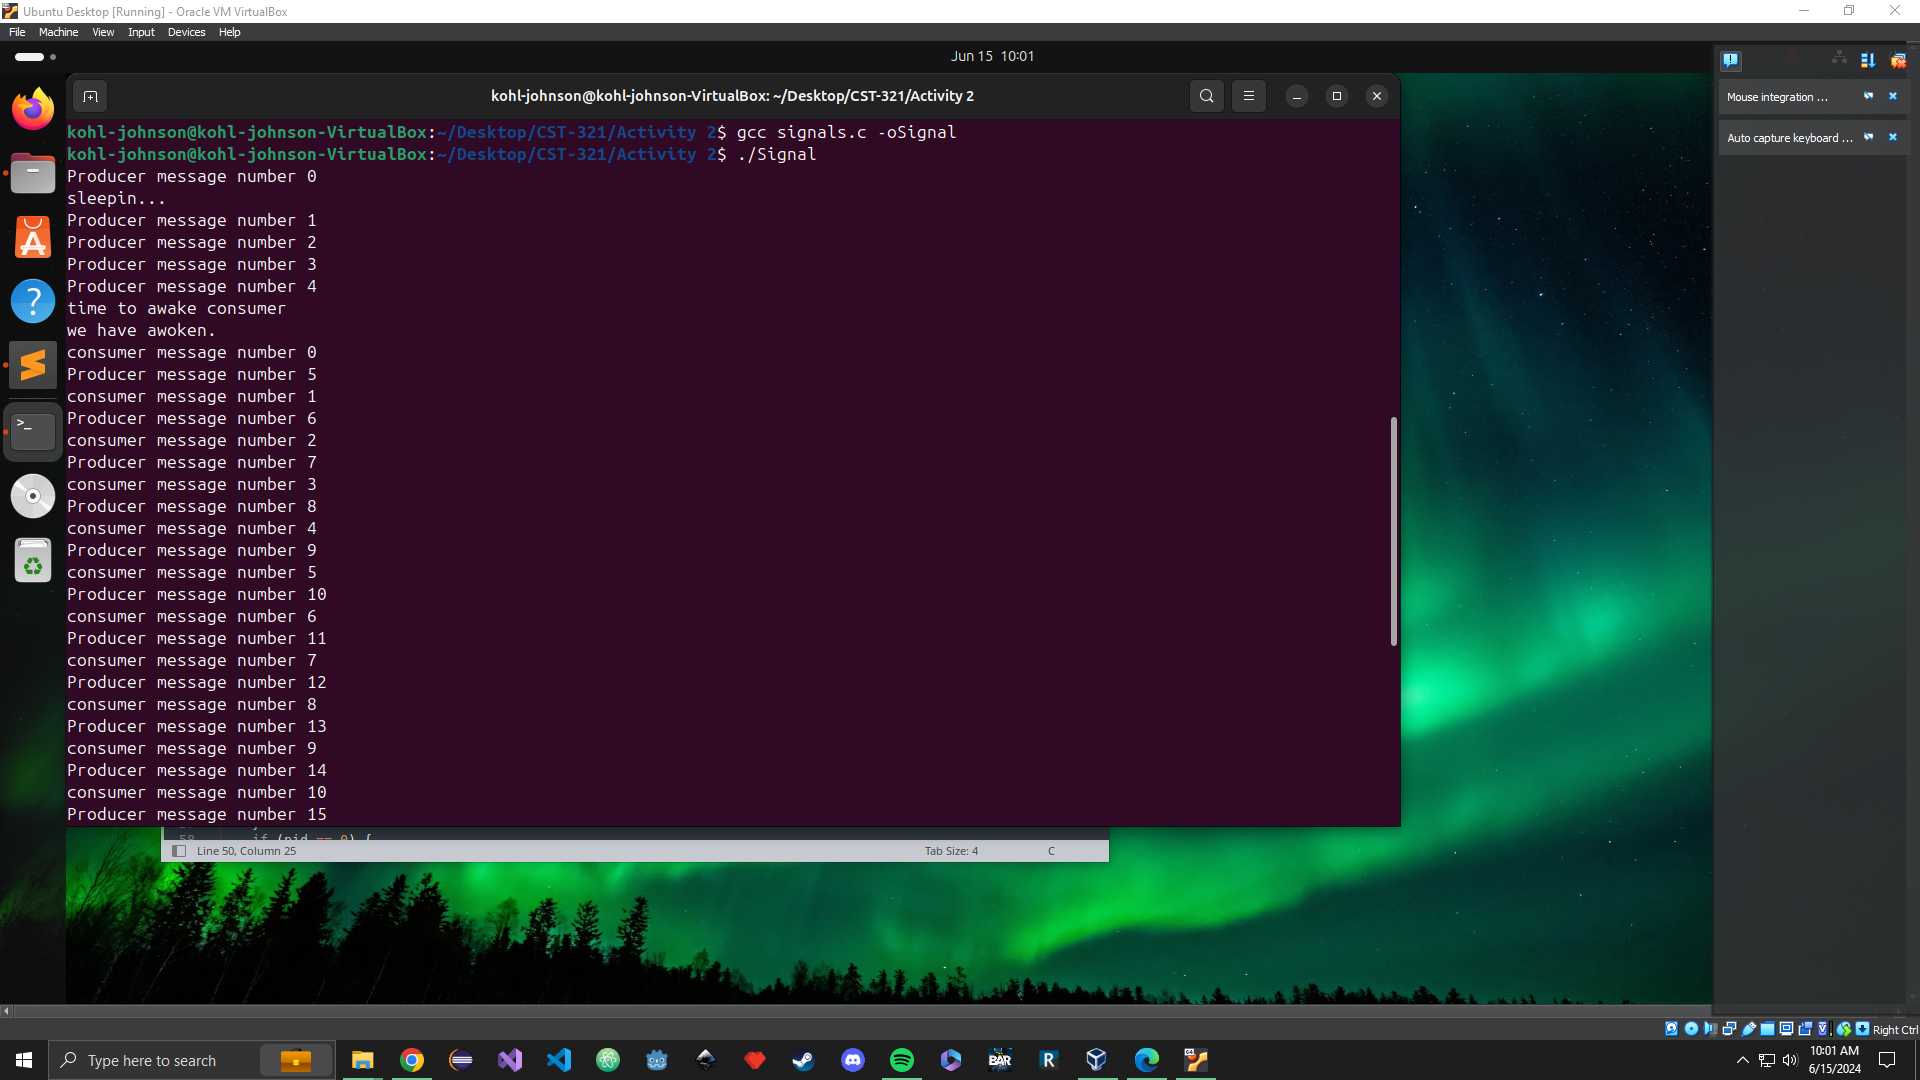 Ubuntu Desktop [Running] - Oracle VM VirtualBox
File Machine View Input Devices Help
Jun 15 10:01
kohl-johnson@kohl-johnson-VirtualBox: ~/Desktop/CST-321/Activity 2
Mouse integration ...
Auto capture keyboard ...
kohl-johnson@kohl-johnson-VirtualBox:~/Desktop/CST-321/Activity 2$ gcc signals.c -oSignal
kohl-johnson@kohl-johnson-VirtualBox:~/Desktop/CST-321/Activity 2$ ./Signal
Producer message number 0
sleepin...
Producer message number 1
Producer message number 2
Producer message number 3
Producer message number 4
time to awake consumer
we have awoken.
consumer message number 0
Producer message number 5
consumer message number 1
Producer message number 6
consumer message number 2
Producer message number 7
consumer message number 3
Producer message number 8
consumer message number 4
Producer message number 9
consumer message number 5
Producer message number 10
consumer message number 6
Producer message number 11
consumer message number 7
Producer message number 12
consumer message number 8
Producer message number 13
consumer message number 9
Producer message number 14
consumer message number 10
Producer message number 15
58 if (pid == 0) {
Line 50, Column 25 Tab Size: 4 C
Right Ctrl
Type here to search
BAR
R
10:01 AM
6/15/2024